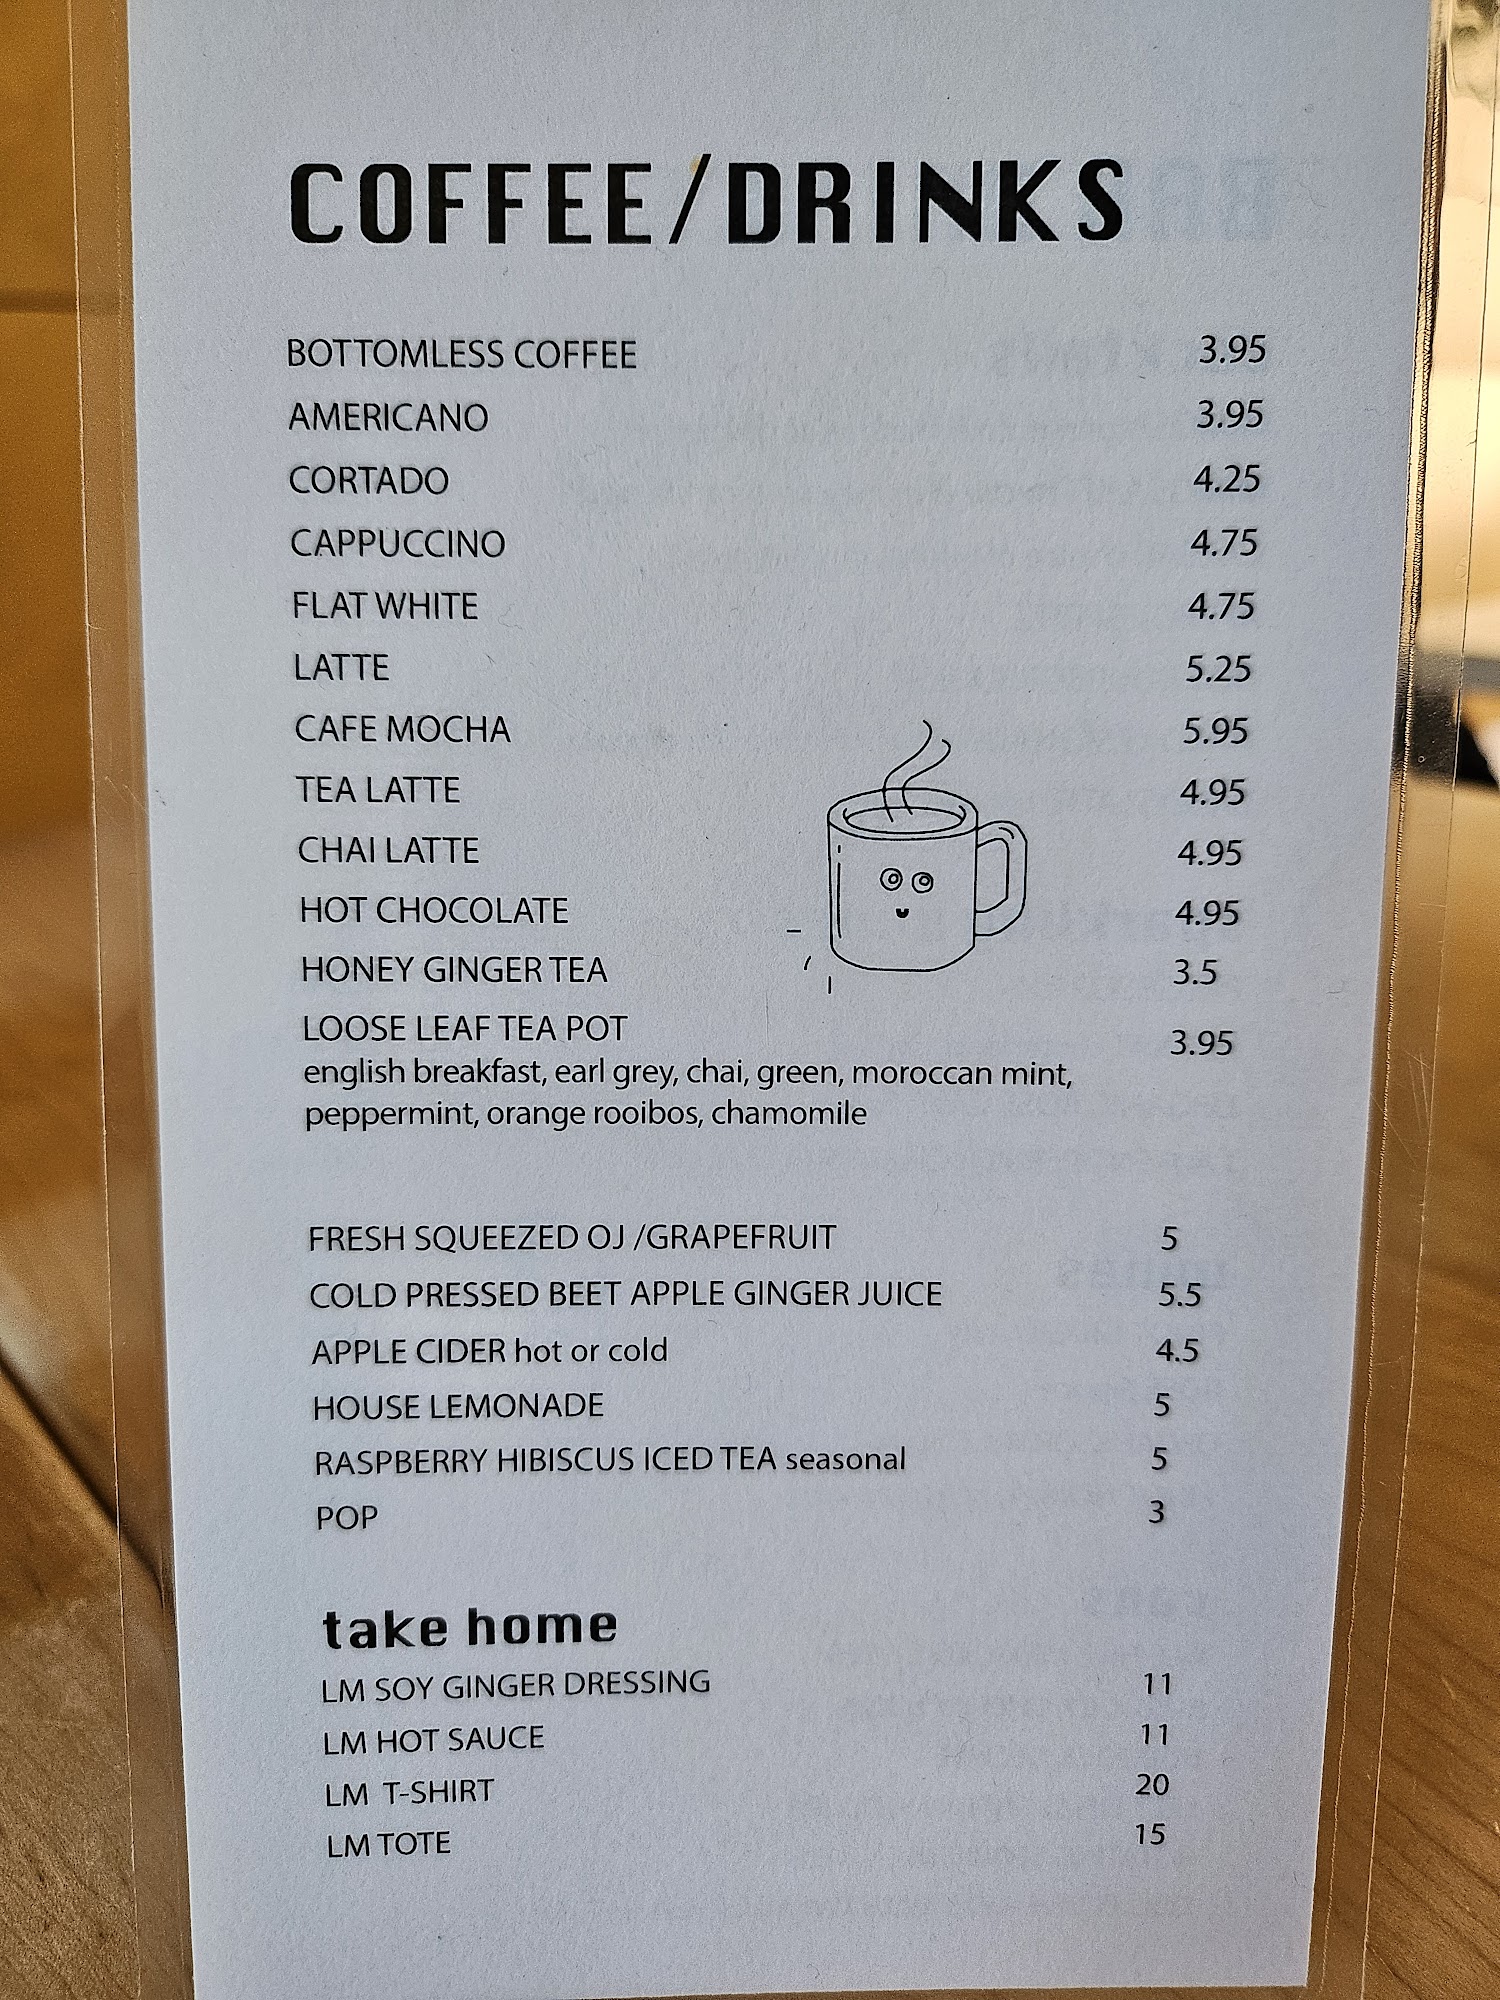 COFFEE/DRINKS
BOTTOMLESS COFFEE 3.95
AMERICANO 3.95
CORTADO 4.25
CAPPUCCINO 4.75
FLAT WHITE 4.75
LATTE 5.25
CAFE MOCHA 5.95
TEA LATTE 4.95
CHAI LATTE 4.95
HOT CHOCOLATE 4.95
HONEY GINGER TEA 3.5
LOOSE LEAF TEA POT 3.95
english breakfast, earl grey, chai, green, moroccan mint,
peppermint, orange rooibos, chamomile
FRESH SQUEEZED OJ /GRAPEFRUIT 5
COLD PRESSED BEET APPLE GINGER JUICE 5.5
APPLE CIDER hot or cold 4.5
HOUSE LEMONADE 5
RASPBERRY HIBISCUS ICED TEA seasonal 5
POP 3
take home
LM SOY GINGER DRESSING 11
LM HOT SAUCE 11
LM T-SHIRT 20
LM TOTE 15